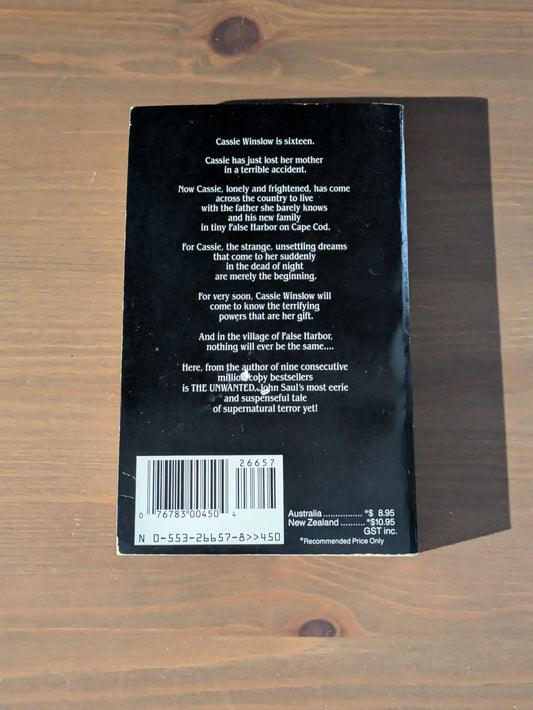 Cassie Winslow is sixteen.
Cassie has just lost her mother
in a terrible accident.
Now Cassie, lonely and frightened, has come
across the country to live
with the father she barely knows
and his new family
in tiny False Harbor on Cape Cod.
For Cassie, the strange, unsettling dreams
that come to her suddenly
in the dead of night
are merely the beginning.
For very soon, Cassie Winslow will
come to know the terrifying
powers that are her gift.
And in the village of False Harbor,
nothing will ever be the same....
Here, from the author of nine consecutive
million copy bestsellers
is THE UNWANTED, John Saul's most eerie
and suspenseful tale
of supernatural terror yet!
26657
0 76783 00450 4
N 0-553-26657-8>>450
Australia ................ *$ 8.95
New Zealand .......... *$10.95
GST inc.
*Recommended Price Only